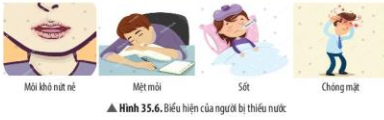 Môi khô nứt nẻ Mệt mỏi Sốt Chóng mặt
▲ Hình 35.6. Biểu hiện của người bị thiếu nước